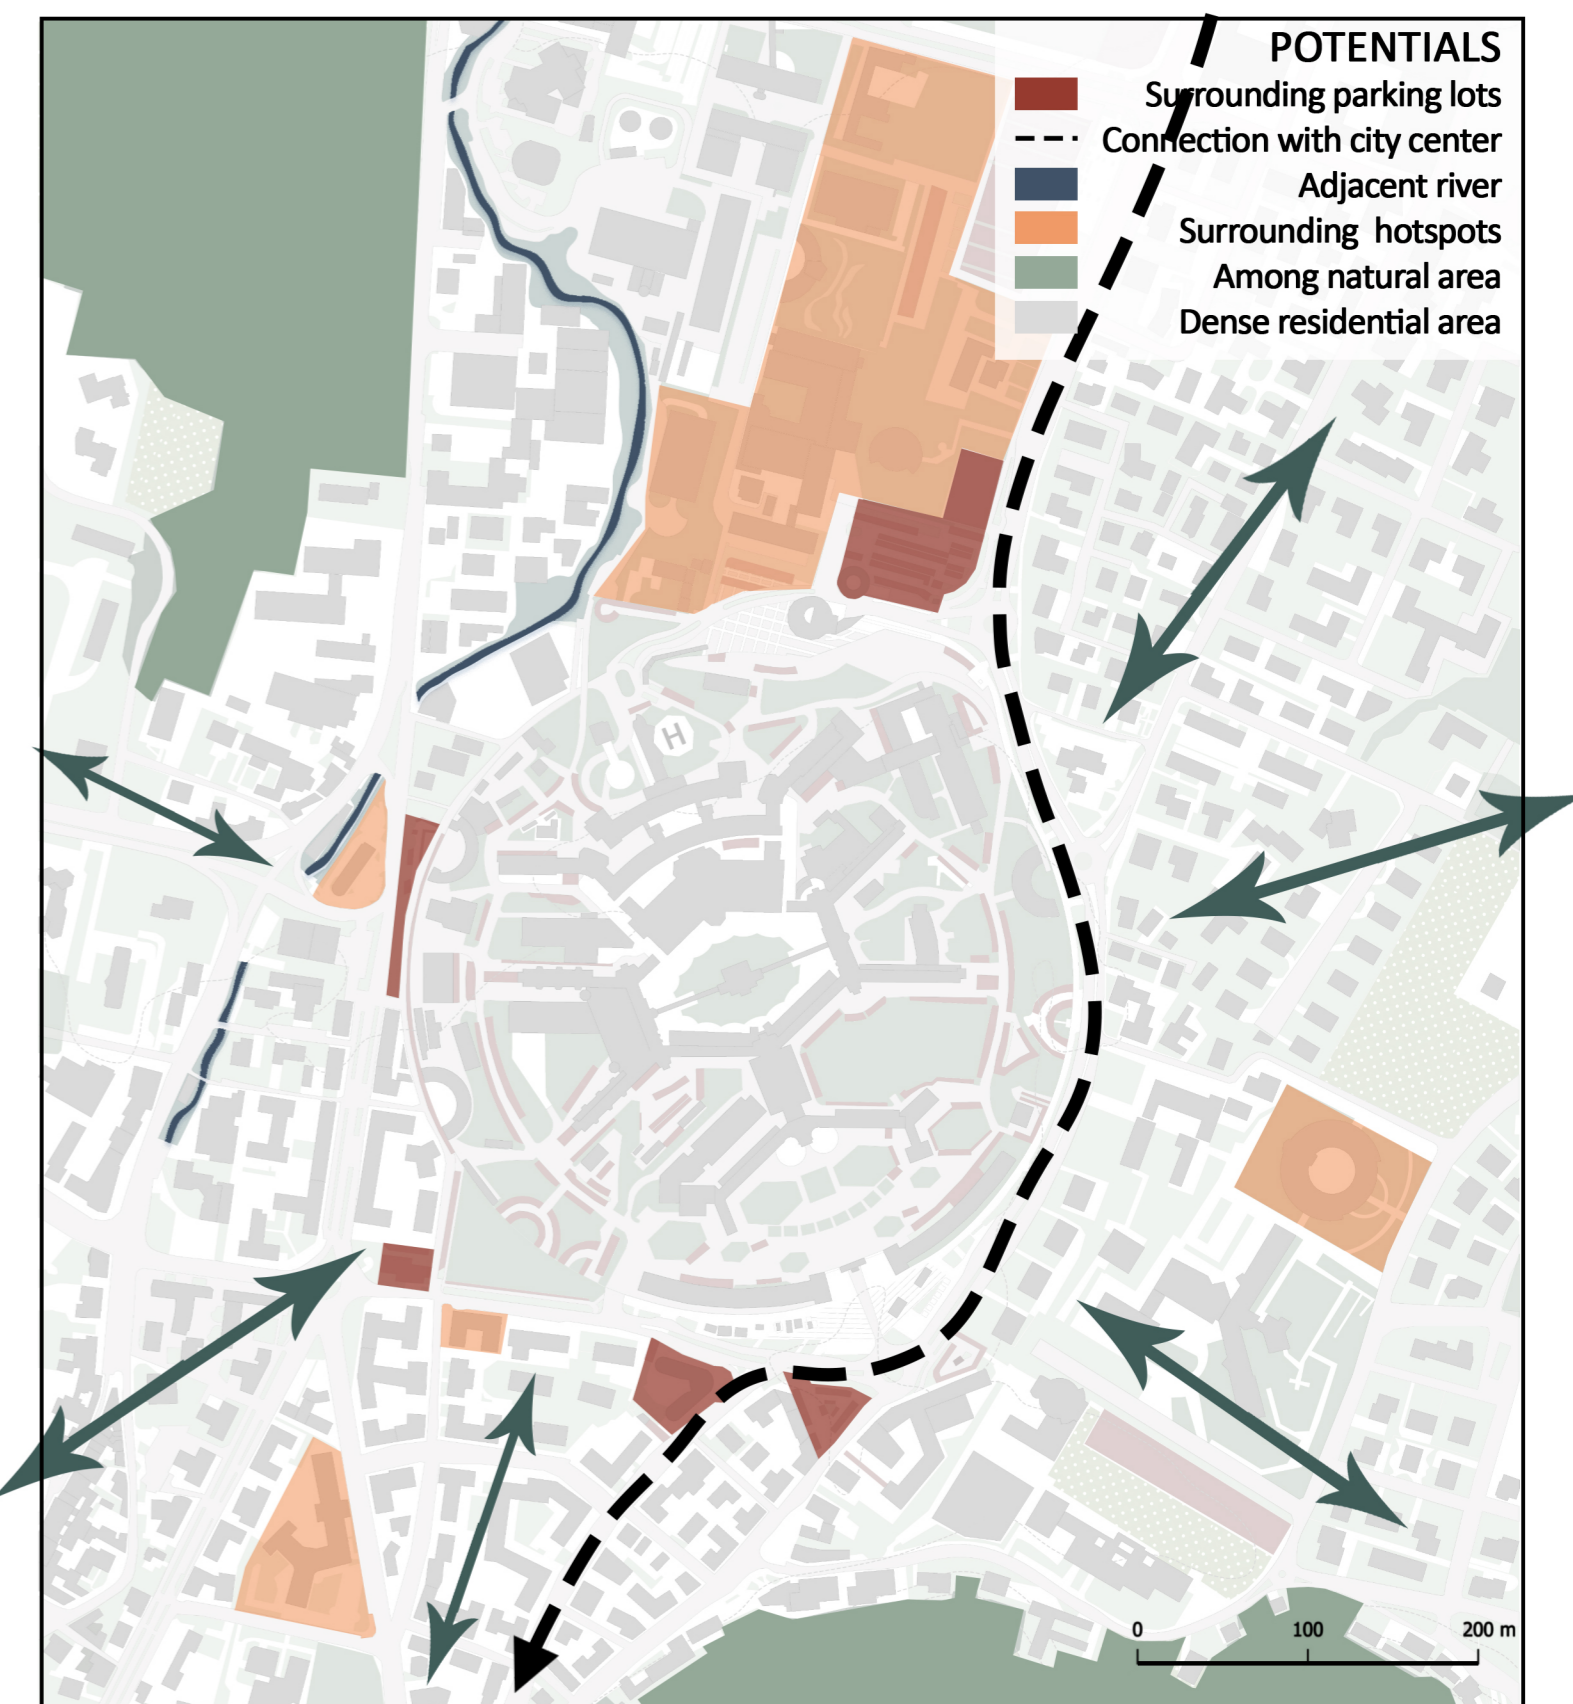 POTENTIALS
Surrounding parking lots
Connection with city center
Adjacent river
Surrounding hotspots
Among natural area
Dense residential area
H
0 100 200 m